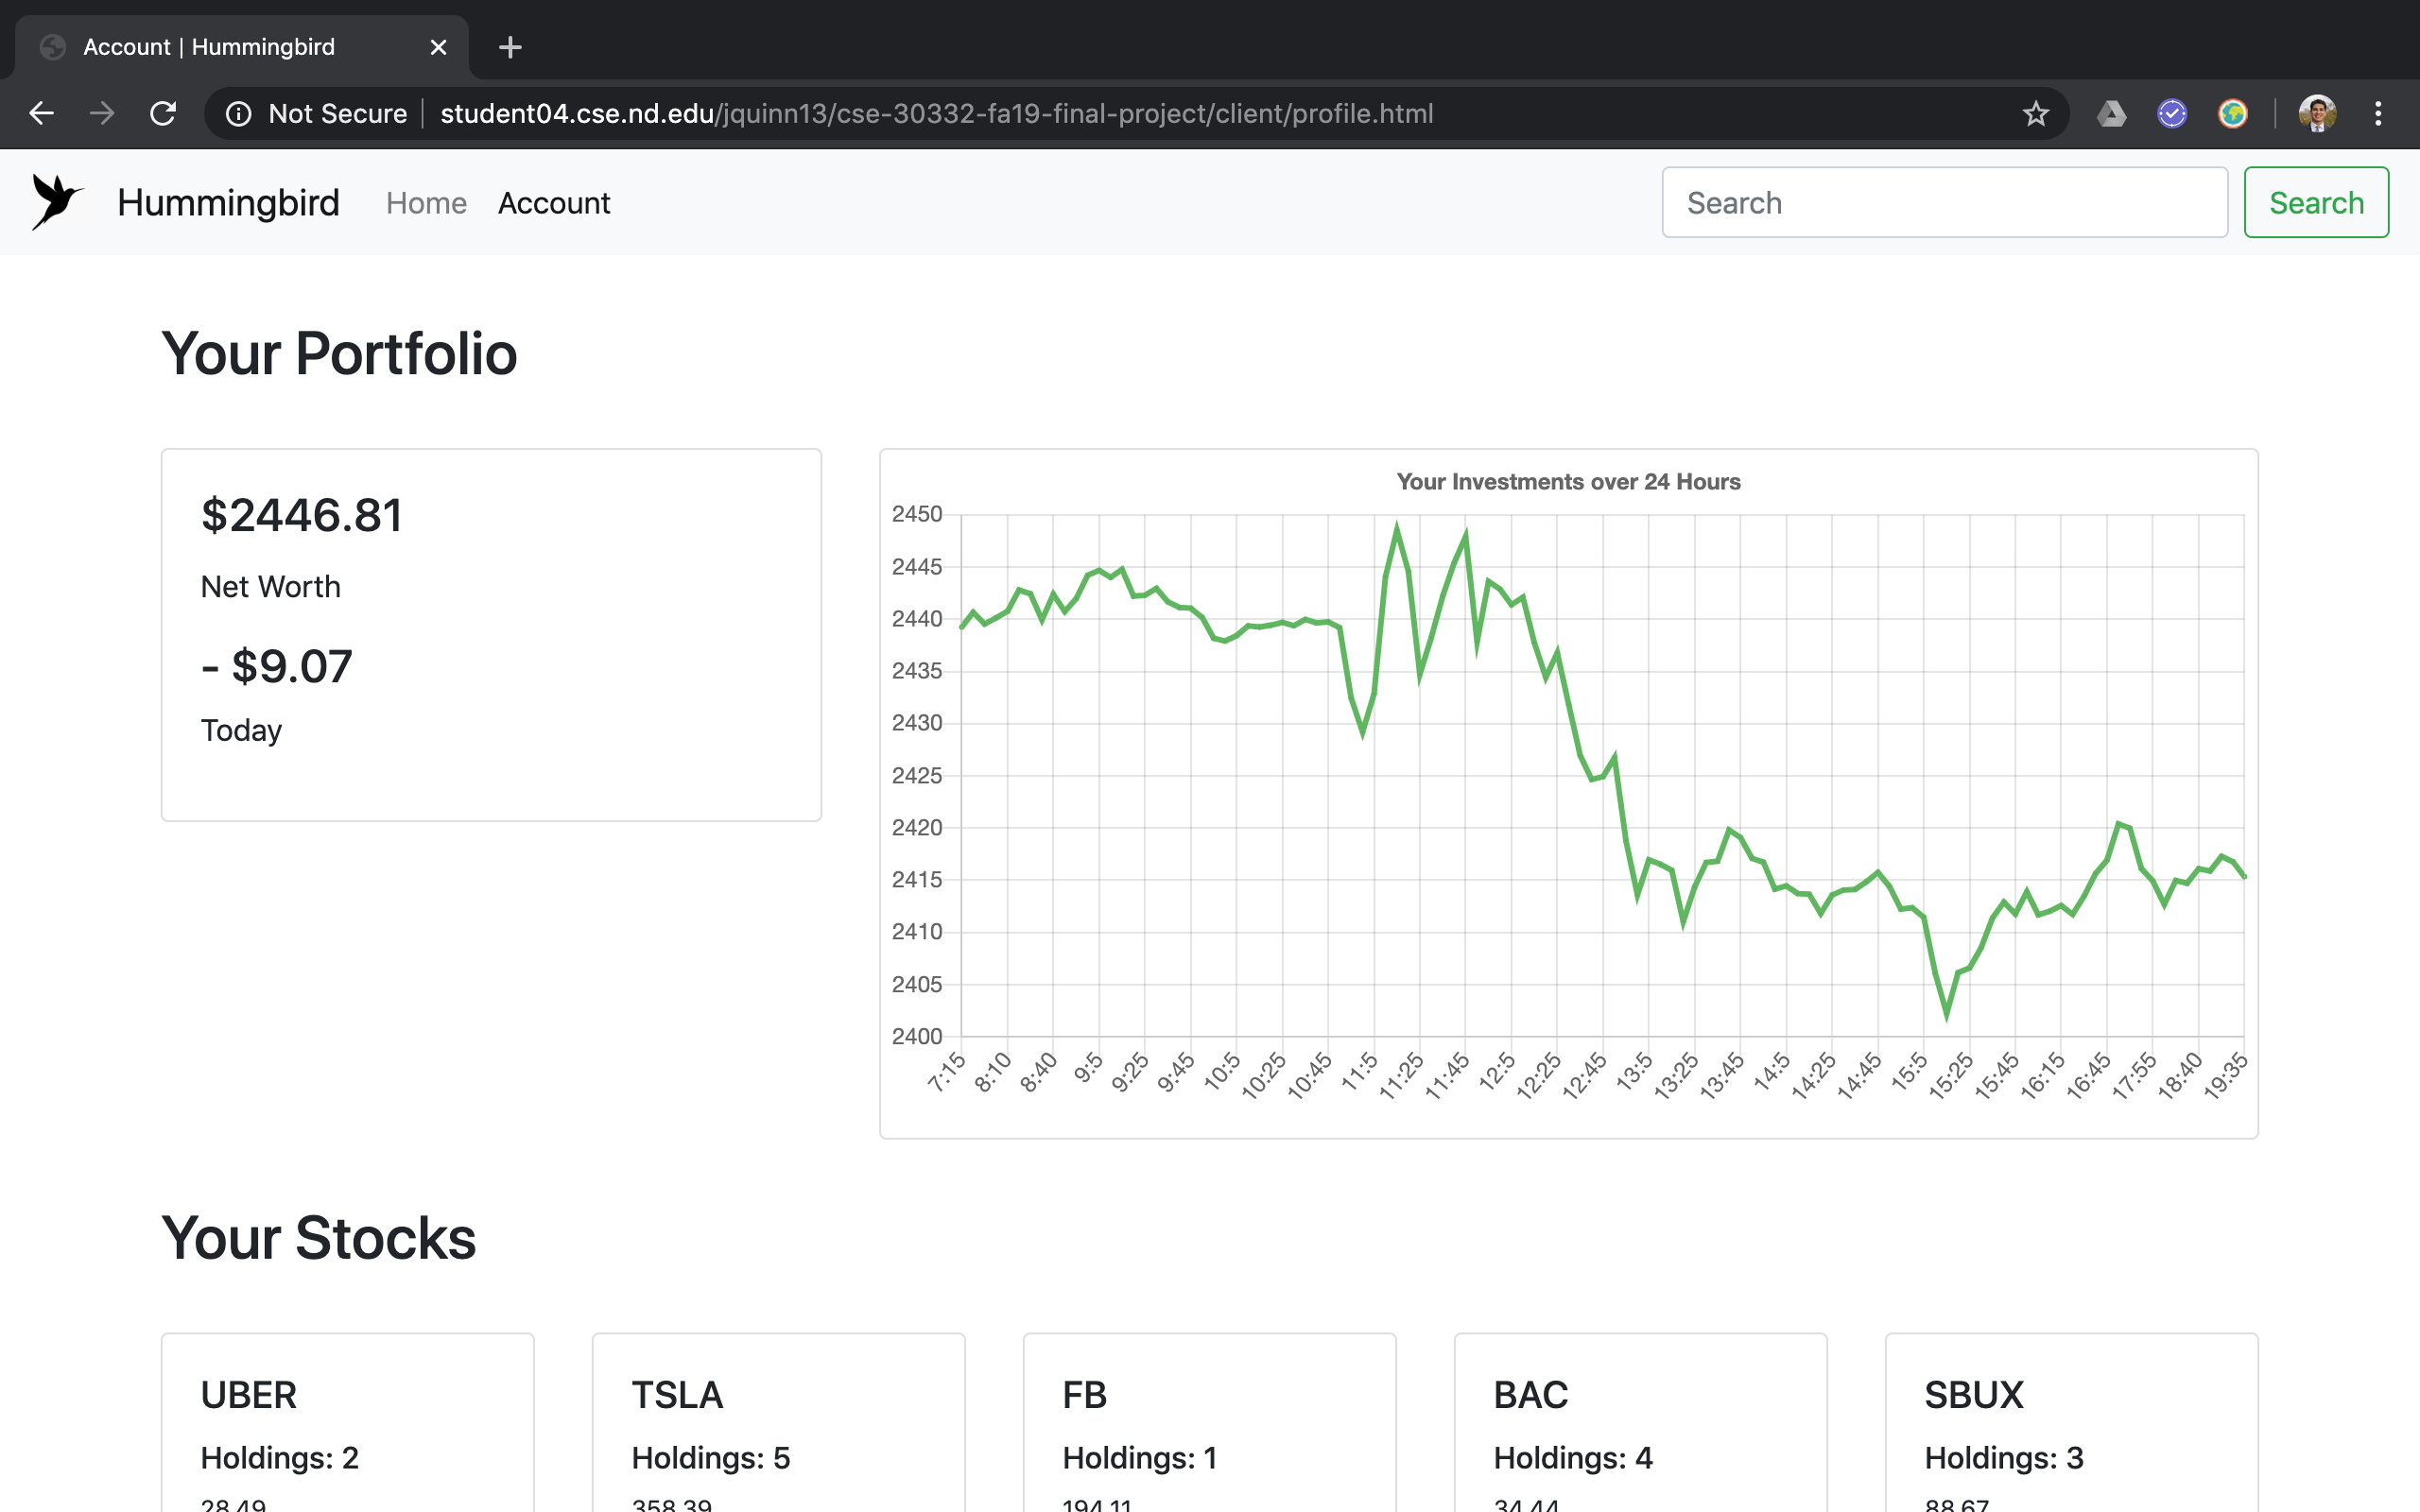 Account | Hummingbird
Not Secure student04.cse.nd.edu/jquinn13/cse-30332-fa19-final-project/client/profile.html
Hummingbird Home Account Search Search
Your Portfolio
$2446.81
Net Worth
- $9.07
Today
Your Investments over 24 Hours
2450
2445
2440
2435
2430
2425
2420
2415
2410
2405
2400
7:15 8:10 8:40 9:5 9:25 9:45 10:5 10:25 10:45 11:5 11:25 11:45 12:5 12:25 12:45 13:5 13:25 13:45 14:5 14:25 14:45 15:5 15:25 15:45 16:15 16:45 17:55 18:40 19:35
Your Stocks
UBER TSLA FB BAC SBUX
Holdings: 2 Holdings: 5 Holdings: 1 Holdings: 4 Holdings: 3
28.49 358.39 194.11 34.44 88.67